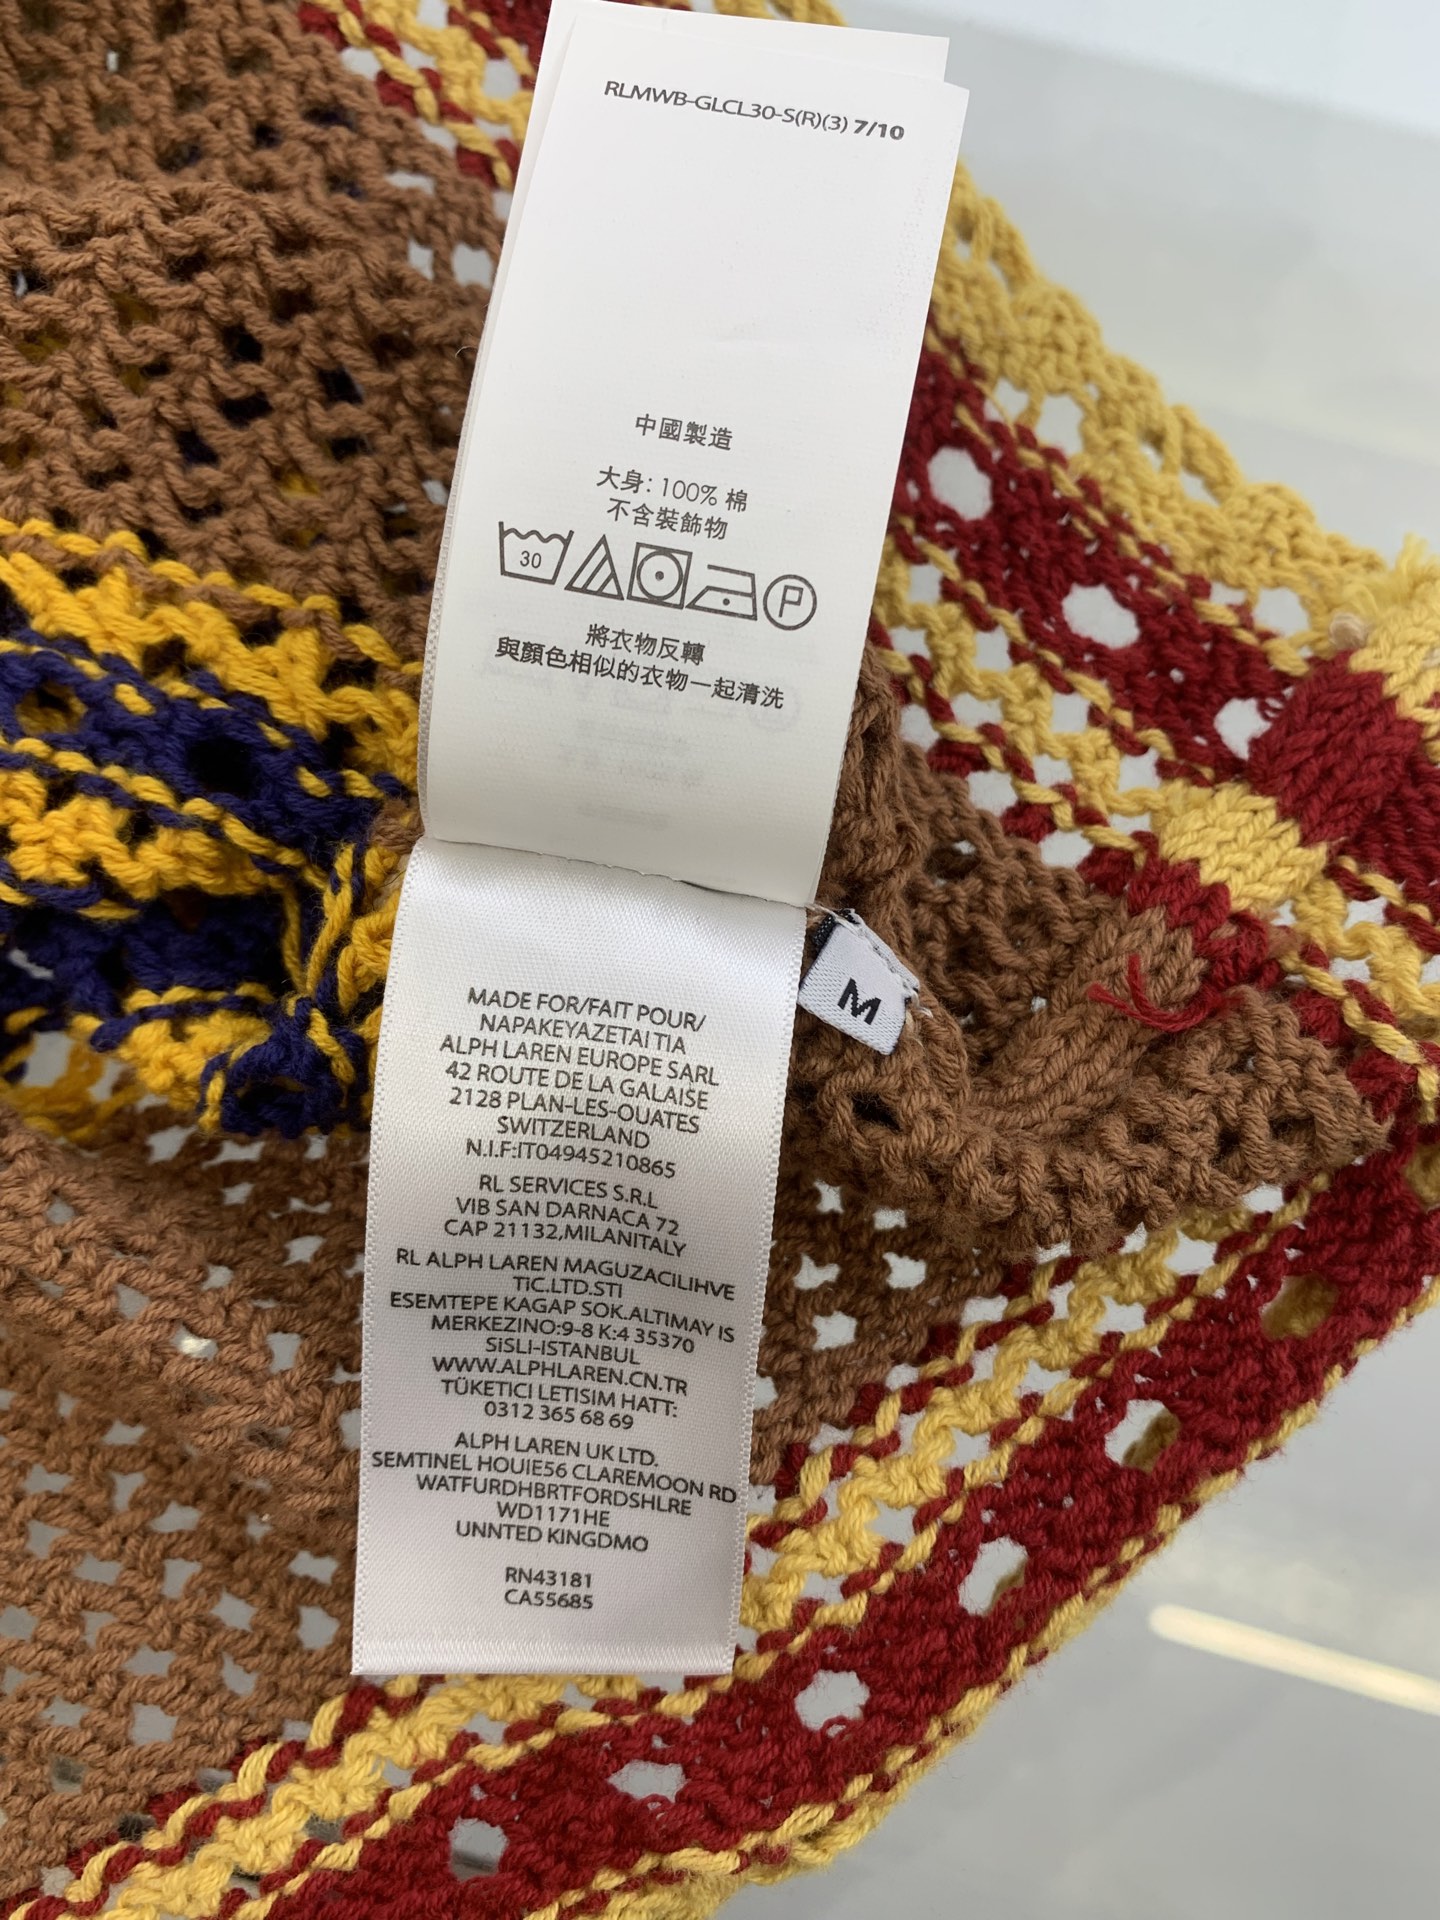 RLMWB-GLCL30-S(R)(3) 7/10
中國製造
大身: 100% 棉
不含裝飾物
30
P
將衣物反轉
與顏色相似的衣物一起清洗
M
MADE FOR/FAIT POUR/
NAPAKEYAZETAI TIA
ALPH LAREN EUROPE SARL
42 ROUTE DE LA GALAISE
2128 PLAN-LES-OUATES
SWITZERLAND
N.I.F:IT04945210865
RL SERVICES S.R.L
VIB SAN DARNACA 72
CAP 21132,MILANITALY
RL ALPH LAREN MAGUZACILIHVE
TIC.LTD.STI
ESEMTEPE KAGAP SOK.ALTIMAY IS
MERKEZINO:9-8 K:4 35370
SiSLI-ISTANBUL
WWW.ALPHLAREN.CN.TR
TÜKETICI LETISIM HATT:
0312 365 68 69
ALPH LAREN UK LTD.
SEMTINEL HOUIE56 CLAREMOON RD
WATFURDHBRTFORDSHLRE
WD1171HE
UNNTED KINGDMO
RN43181
CA55685